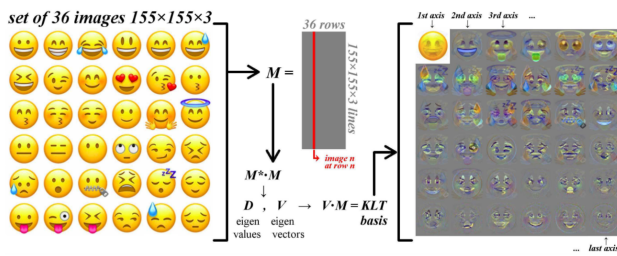 set of 36 images 155×155×3
M =
36 rows
155×155×3 lines
image n
at row n
M*·M
↓
D , V → V·M = KLT
basis
eigen
values
eigen
vectors
1st axis 2nd axis 3rd axis ...
zZZ
... last axis